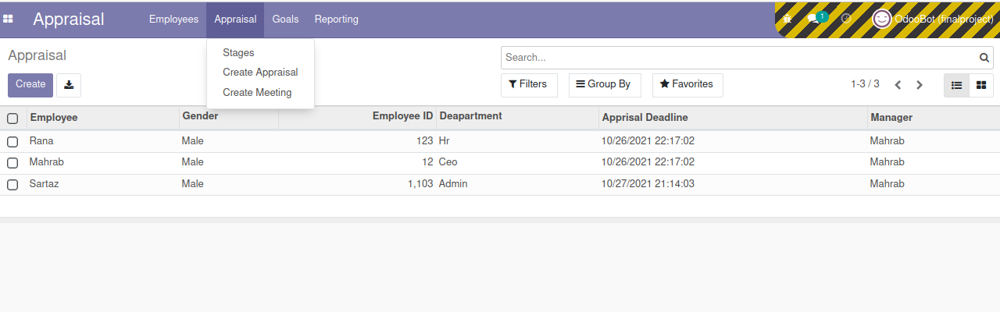 Appraisal Employees Appraisal Goals Reporting 1 OdooBot (finalproject)
Appraisal Search...
Stages
Create Appraisal
Create Meeting
Create Filters Group By Favorites 1-3 / 3
Employee Gender Employee ID Deapartment Apprisal Deadline Manager
Rana Male 123 Hr 10/26/2021 22:17:02 Mahrab
Mahrab Male 12 Ceo 10/26/2021 22:17:02 Mahrab
Sartaz Male 1,103 Admin 10/27/2021 21:14:03 Mahrab